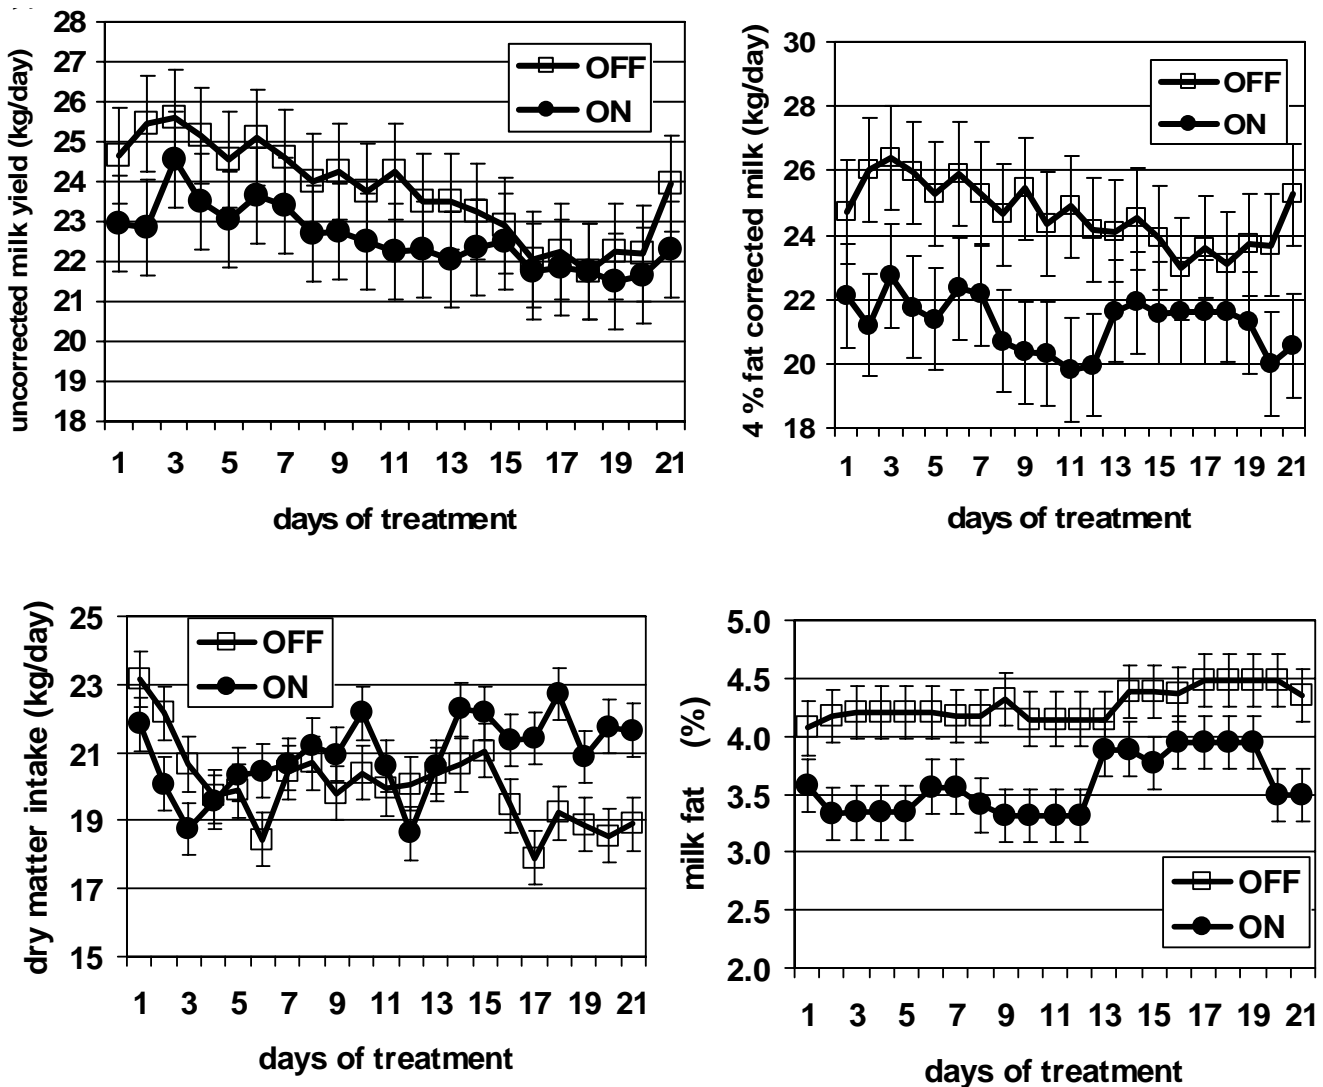 uncorrected milk yield (kg/day)
28
27
26
25
24
23
22
21
20
19
18
OFF
ON
1 3 5 7 9 11 13 15 17 19 21
days of treatment
4 % fat corrected milk (kg/day)
30
28
26
24
22
20
18
OFF
ON
1 3 5 7 9 11 13 15 17 19 21
days of treatment
dry matter intake (kg/day)
25
23
21
19
17
15
OFF
ON
1 3 5 7 9 11 13 15 17 19 21
days of treatment
milk fat (%)
5.0
4.5
4.0
3.5
3.0
2.5
2.0
OFF
ON
1 3 5 7 9 11 13 15 17 19 21
days of treatment